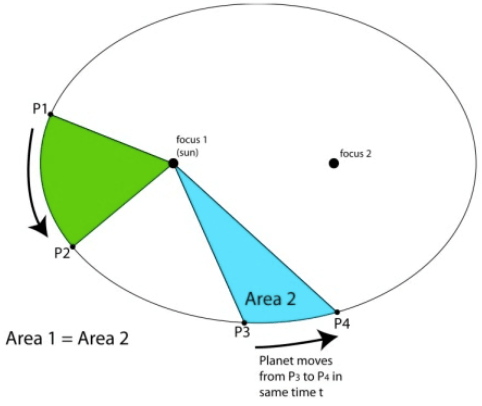 P1
focus 1
(sun)
focus 2
P2
Area 2
P3
P4
Area 1 = Area 2
Planet moves
from P3 to P4 in
same time t